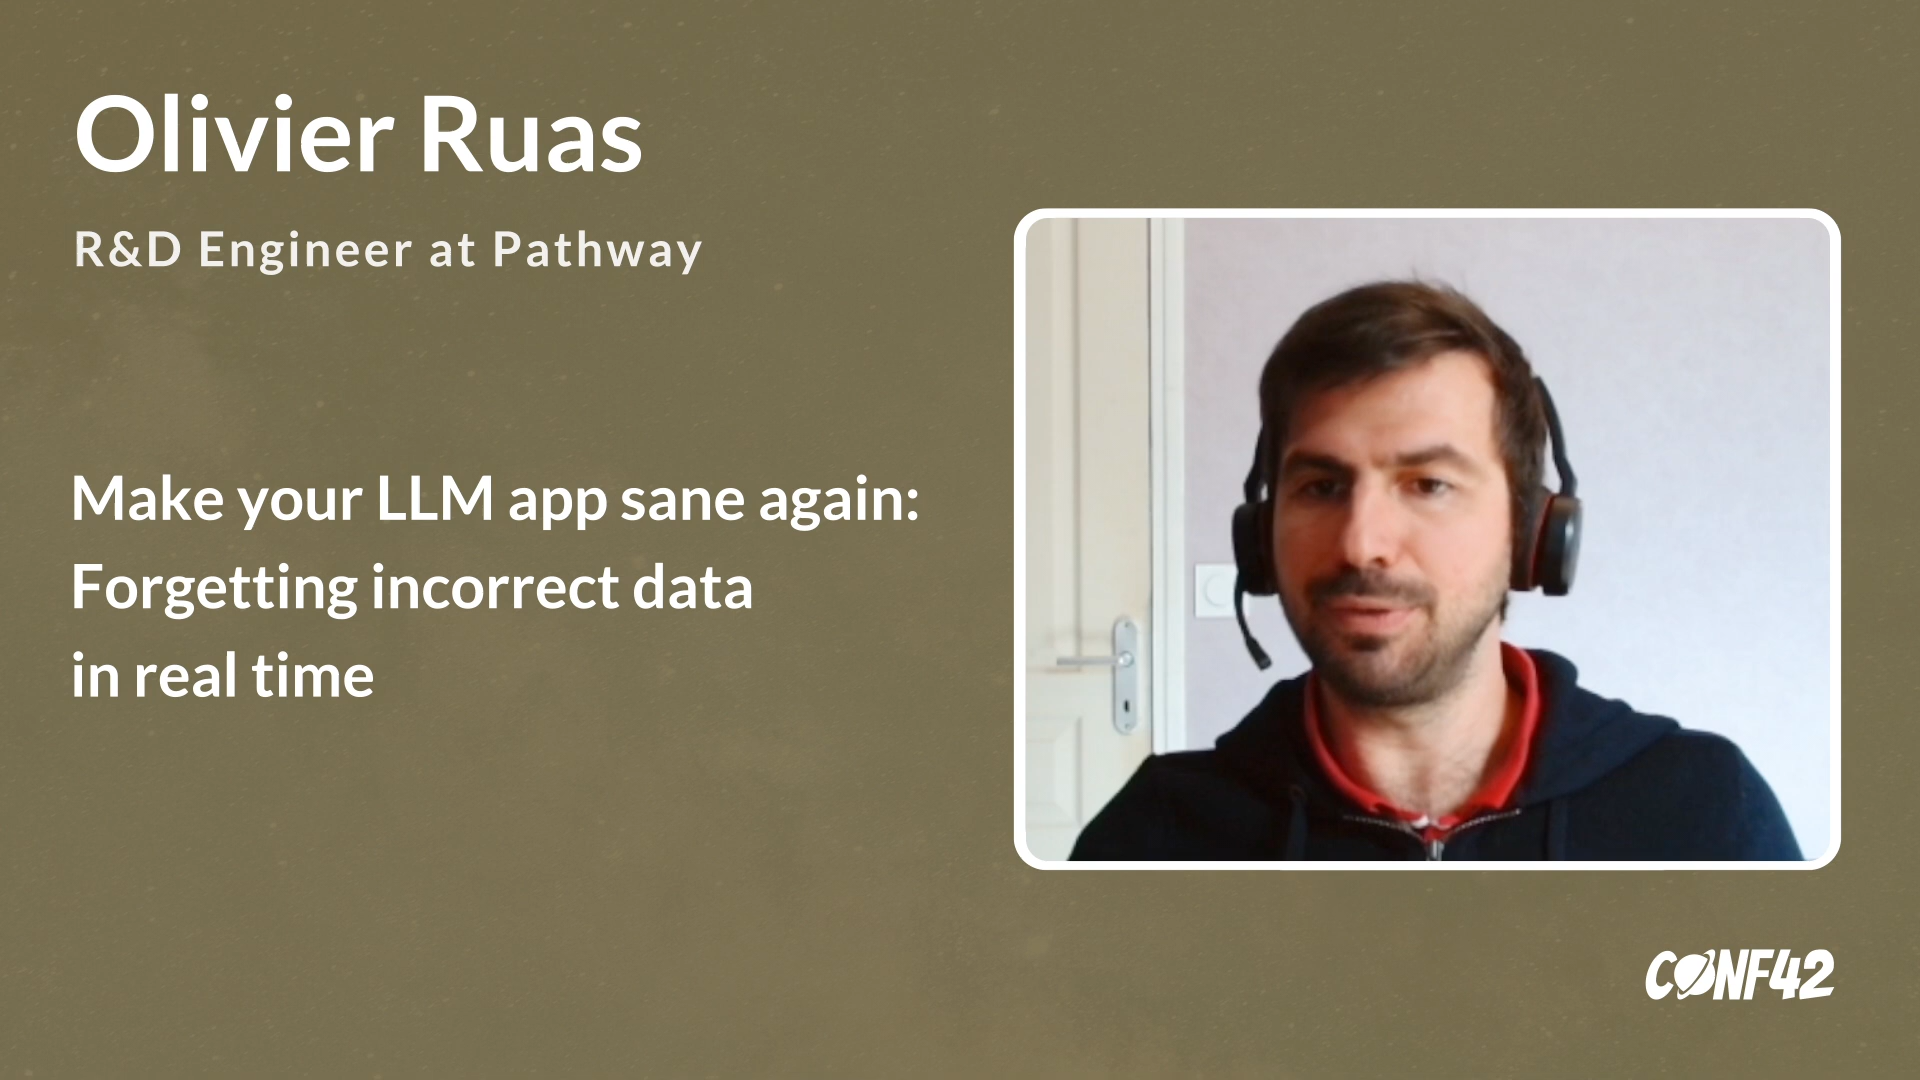 Olivier Ruas
R&D Engineer at Pathway
Make your LLM app sane again:
Forgetting incorrect data
in real time
CONF42